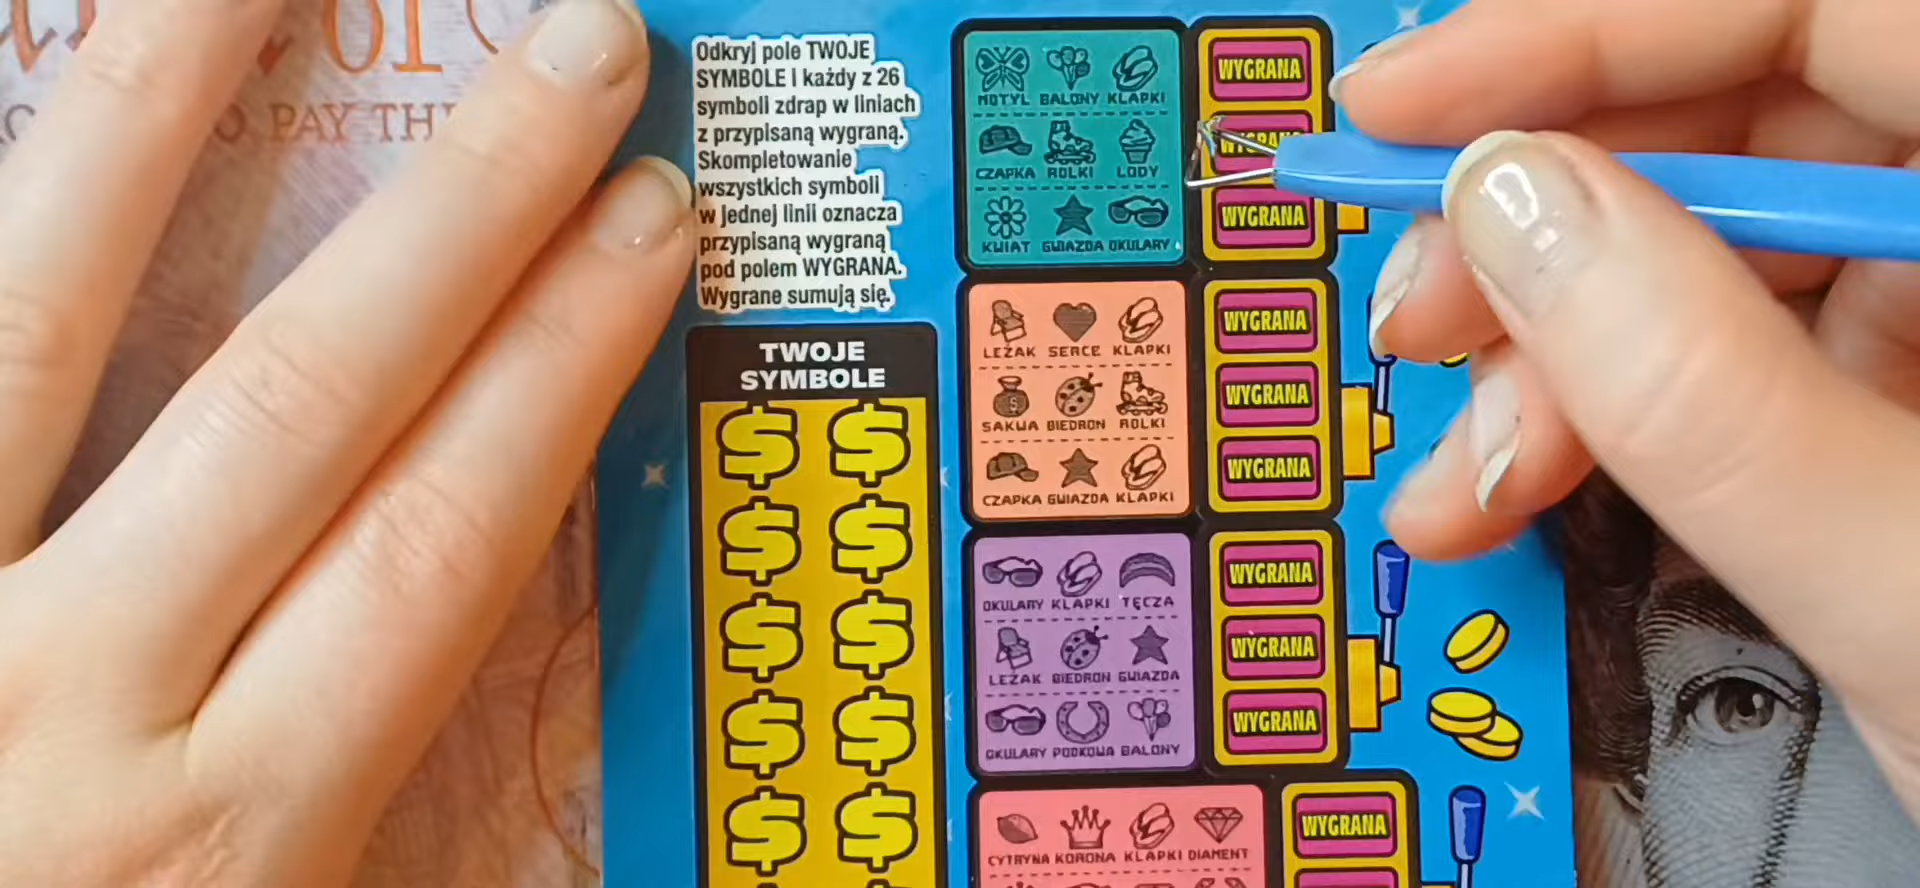 PAY TH
Odkryj pole TWOJE
SYMBOLE i każdy z 26
symboli zdrap w liniach
z przypisaną wygraną.
Skompletowanie
wszystkich symboli
w jednej linii oznacza
przypisaną wygraną
pod polem WYGRANA.
Wygrane sumują się.
TWOJE
SYMBOLE
MOTYL BALONY KLAPKI
WYGRANA
CZAPKA ROLKI LODY
KWIAT GWIAZDA OKULARY
WYGRANA
LEŻAK SERCE KLAPKI
WYGRANA
SAKWA BIEDRON ROLKI
WYGRANA
CZAPKA GWIAZDA KLAPKI
WYGRANA
OKULARY KLAPKI TĘCZA
WYGRANA
LEŻAK BIEDRON GWIAZDA
WYGRANA
OKULARY PODKOWA BALONY
WYGRANA
CYTRYNA KORONA KLAPKI DIAMENT
WYGRANA